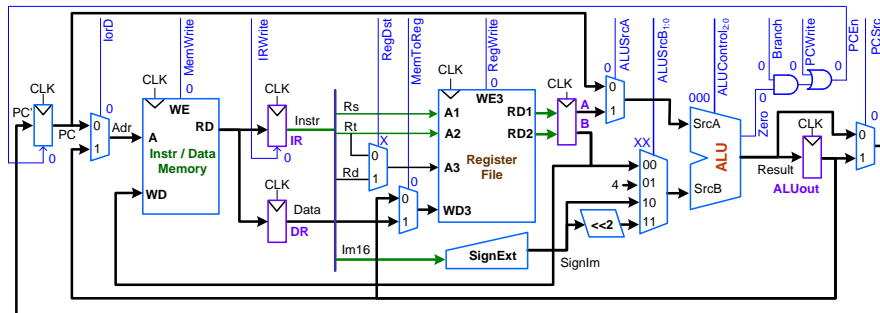 IorD
MemWrite
IRWrite
RegDst
MemToReg
RegWrite
ALUSrcA
ALUSrcB1:0
ALUControl2:0
Branch
PCWrite
PCEn
PCSrc
0
0
0
X
0
0
0
XX
000
0
0
0
0
0
0
CLK
PC'
PC
0
1
Adr
CLK
WE
A
RD
Instr / Data
Memory
WD
CLK
Instr
IR
CLK
Data
DR
Rs
Rt
Rd
Im16
0
1
0
1
CLK
WE3
A1
A2
A3
WD3
RD1
RD2
Register
File
CLK
A
B
0
1
4
00
01
10
11
<<2
SignExt
SignIm
SrcA
SrcB
ALU
Zero
Result
CLK
ALUout
0
1